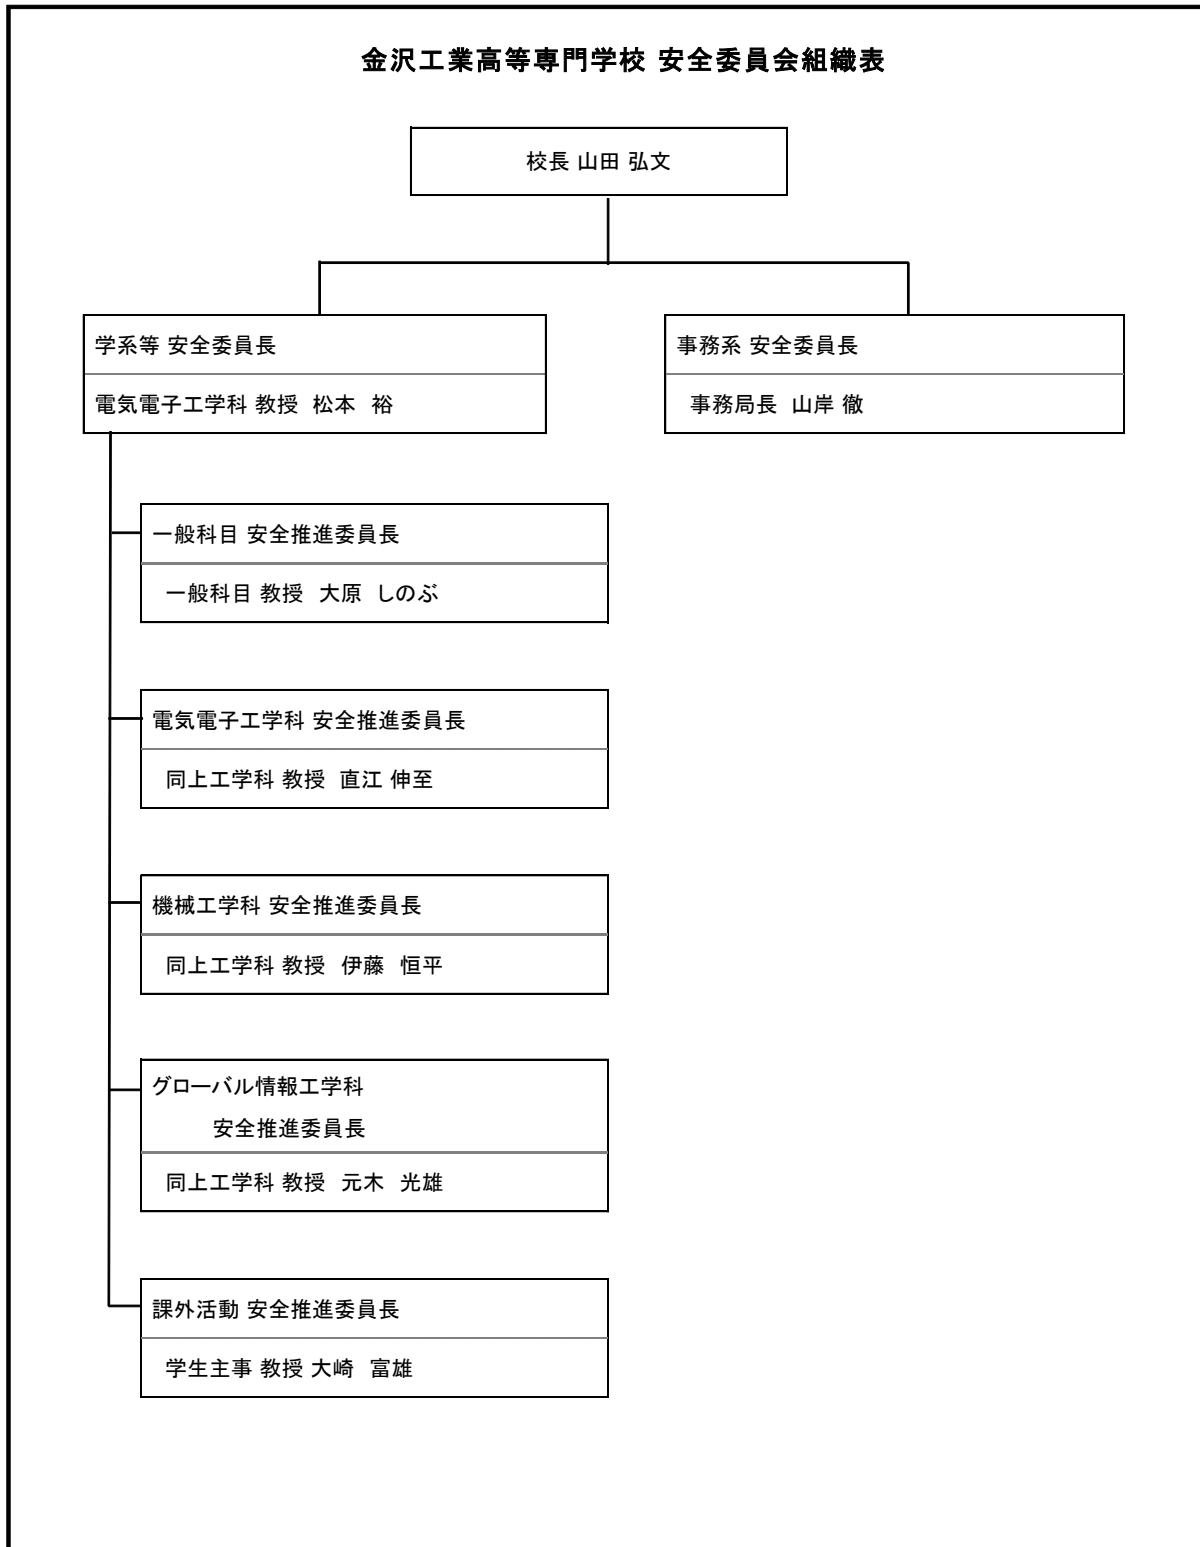 金沢工業高等専門学校 安全委員会組織表
校長 山田 弘文
学系等 安全委員長
電気電子工学科 教授 松本 裕
事務系 安全委員長
事務局長 山岸 徹
一般科目 安全推進委員長
一般科目 教授 大原 しのぶ
電気電子工学科 安全推進委員長
同上工学科 教授 直江 伸至
機械工学科 安全推進委員長
同上工学科 教授 伊藤 恒平
グローバル情報工学科
安全推進委員長
同上工学科 教授 元木 光雄
課外活動 安全推進委員長
学生主事 教授 大崎 富雄